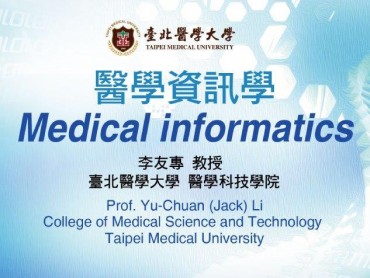 臺北醫學大學
TAIPEI MEDICAL UNIVERSITY
醫學資訊學
Medical informatics
李友專 教授
臺北醫學大學 醫學科技學院
Prof. Yu-Chuan (Jack) Li
College of Medical Science and Technology
Taipei Medical University